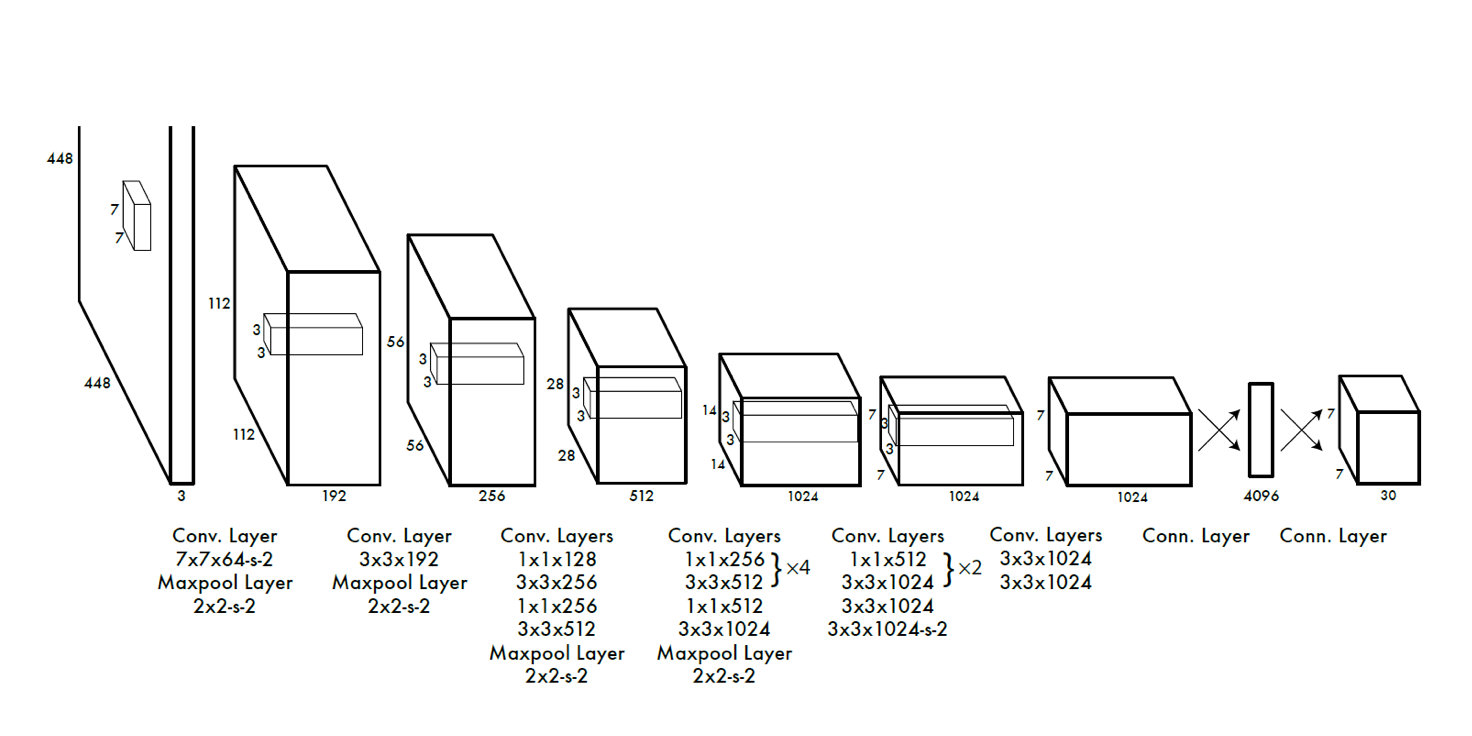 448
7
7
448
3
112
3
3
112
192
56
3
3
56
256
28
3
3
28
512
14
3
3
14
1024
7
3
3
7
1024
7
7
1024
4096
7
7
30
Conv. Layer
7x7x64-s-2
Maxpool Layer
2x2-s-2
Conv. Layer
3x3x192
Maxpool Layer
2x2-s-2
Conv. Layers
1x1x128
3x3x256
1x1x256
3x3x512
Maxpool Layer
2x2-s-2
Conv. Layers
1x1x256
3x3x512
}×4
1x1x512
3x3x1024
Maxpool Layer
2x2-s-2
Conv. Layers
1x1x512
3x3x1024
}×2
3x3x1024
3x3x1024-s-2
Conv. Layers
3x3x1024
3x3x1024
Conn. Layer
Conn. Layer